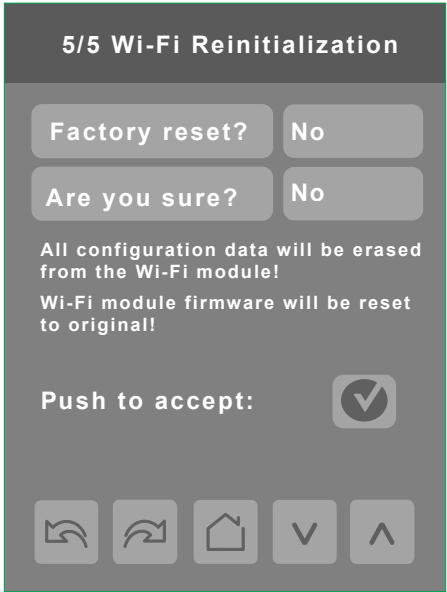 5/5 Wi-Fi Reinitialization
Factory reset? No
Are you sure? No
All configuration data will be erased
from the Wi-Fi module!
Wi-Fi module firmware will be reset
to original!
Push to accept: